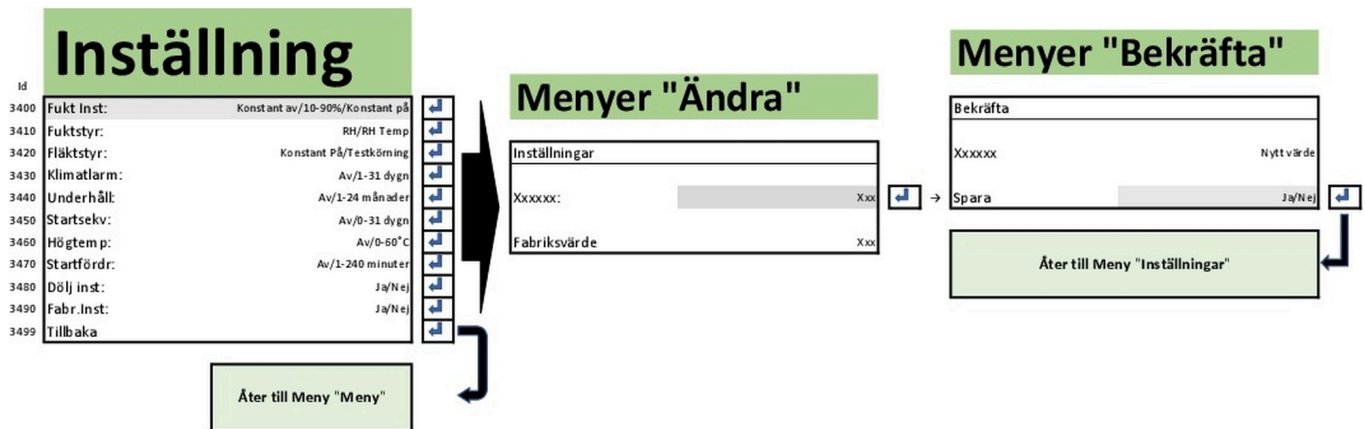 Inställning
Id
3400 Fukt Inst: Konstant av/10-90%/Konstant på
3410 Fuktstyr: RH/RH Temp
3420 Fläktstyr: Konstant På/Testkörning
3430 Klimatlarm: Av/1-31 dygn
3440 Underhåll: Av/1-24 månader
3450 Startsekv: Av/0-31 dygn
3460 Högtemp: Av/0-60°C
3470 Startfördr: Av/1-240 minuter
3480 Dölj inst: Ja/Nej
3490 Fabr.Inst: Ja/Nej
3499 Tillbaka
Åter till Meny "Meny"
Menyer "Ändra"
Inställningar
Xxxxxx: Xxx
Fabriksvärde Xxx
→
Menyer "Bekräfta"
Bekräfta
Xxxxxx Nytt värde
Spara Ja/Nej
Åter till Meny "Inställningar"